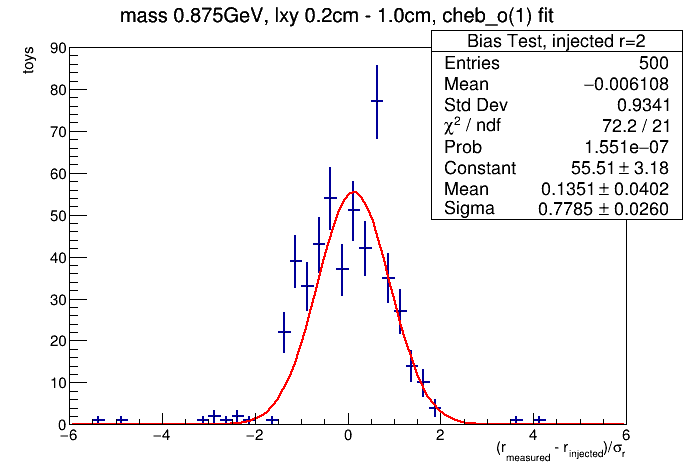 mass 0.875GeV, lxy 0.2cm - 1.0cm, cheb_o(1) fit
Bias Test, injected r=2
Entries 500
Mean −0.006108
Std Dev 0.9341
χ² / ndf 72.2 / 21
Prob 1.551e−07
Constant 55.51 ± 3.18
Mean 0.1351 ± 0.0402
Sigma 0.7785 ± 0.0260
toys
90
80
70
60
50
40
30
20
10
0
−6 −4 −2 0 2 4 6
(r_measured - r_injected)/σ_r